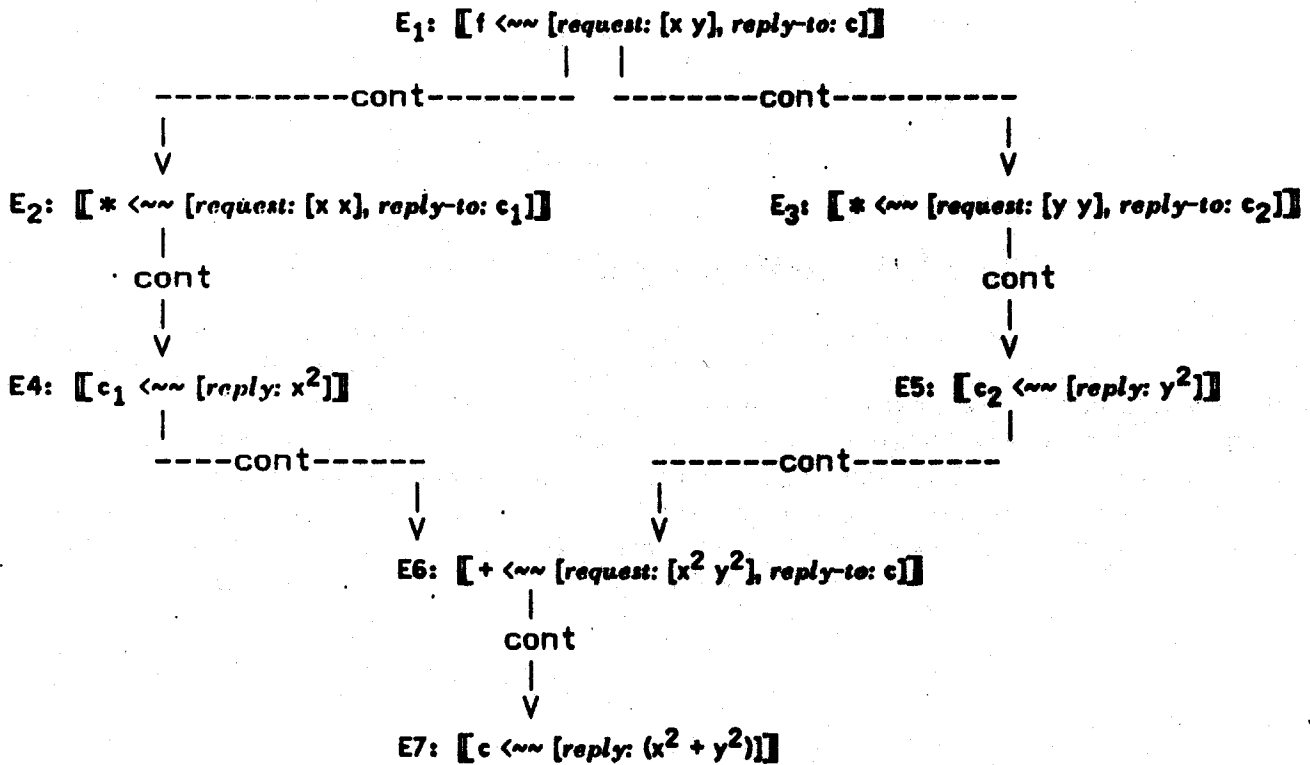 E₁: ⟦f <~~ [request: [x y], reply-to: c]⟧
cont cont
E₂: ⟦* <~~ [request: [x x], reply-to: c₁]⟧ E₃: ⟦* <~~ [request: [y y], reply-to: c₂]⟧
cont cont
E4: ⟦c₁ <~~ [reply: x²]⟧ E5: ⟦c₂ <~~ [reply: y²]⟧
cont cont
E6: ⟦+ <~~ [request: [x² y²], reply-to: c]⟧
cont
E7: ⟦c <~~ [reply: (x² + y²)]⟧